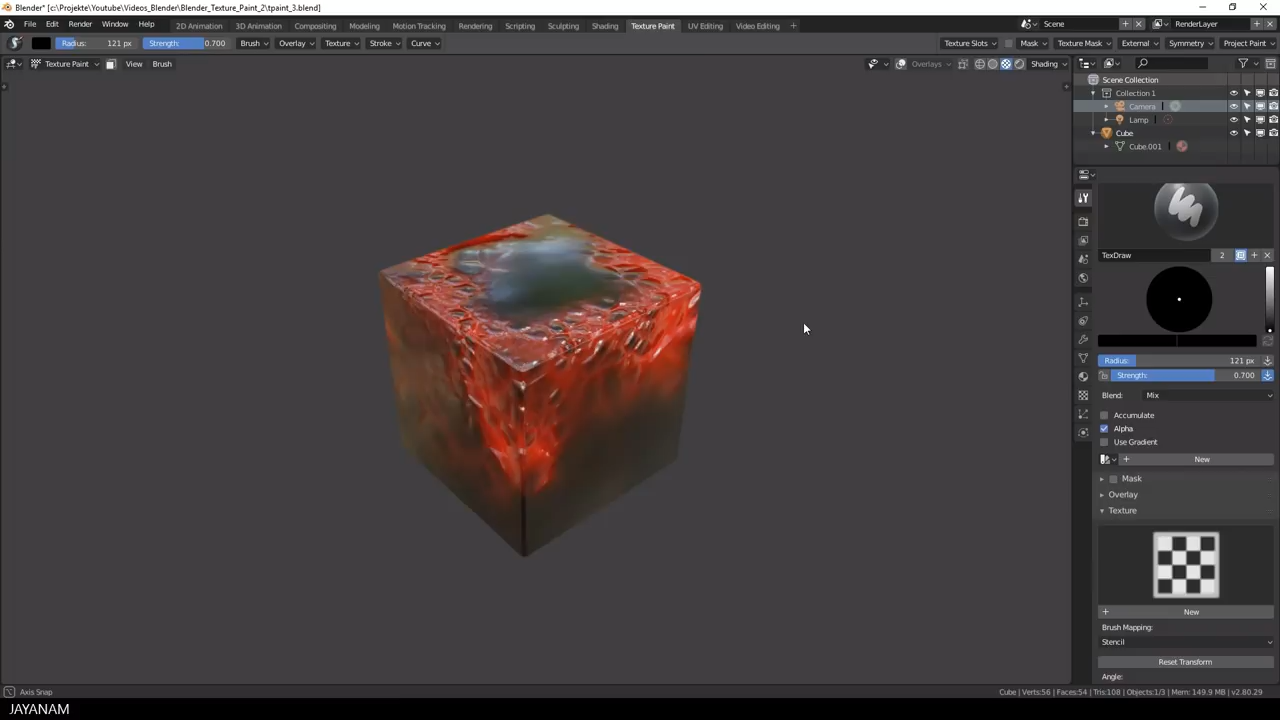 Blender* [c:\Projekte\Youtube\Videos_Blender\Blender_Texture_Paint_2\tpaint_3.blend]
File Edit Render Window Help 2D Animation 3D Animation Compositing Modeling Motion Tracking Rendering Scripting Sculpting Shading Texture Paint UV Editing Video Editing + Scene RenderLayer
Radius: 121 px Strength: 0.700 Brush Overlay Texture Stroke Curve Texture Slots Mask Texture Mask External Symmetry Project Paint
Texture Paint View Brush Overlays Shading
Scene Collection
Collection 1
Camera
Lamp
Cube
Cube.001
TexDraw 2
Radius: 121 px
Strength: 0.700
Blend: Mix
Accumulate
Alpha
Use Gradient
+ New
Mask
Overlay
Texture
+ New
Brush Mapping:
Stencil
Reset Transform
Angle:
Axis Snap Cube | Verts:56 | Faces:54 | Tris:108 | Objects:1/3 | Mem: 149.9 MB | v2.80.29
JAYANAM